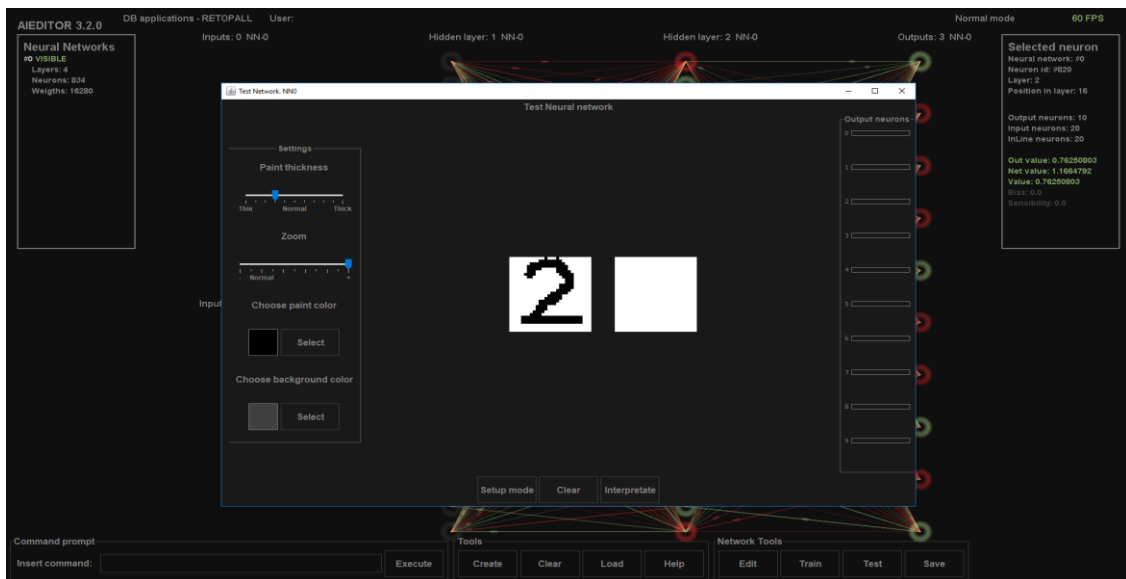 AIEDITOR 3.2.0
DB applications - RETOPALL User:
Normal mode 60 FPS
Inputs: 0 NN-0 Hidden layer: 1 NN-0 Hidden layer: 2 NN-0 Outputs: 3 NN-0
Neural Networks
#0 VISIBLE
Layers: 4
Neurons: 834
Weigths: 16280
Selected neuron
Neural network: #0
Neuron id: #820
Layer: 2
Position in layer: 16
Output neurons: 10
Input neurons: 20
InLine neurons: 20
Out value: 0.76250803
Net value: 1.1664792
Value: 0.76250803
Bias: 0.0
Sensibility: 0.0
Test Network, NN0
Test Neural network
Settings
Paint thickness
Thin Normal Thick
Zoom
- Normal +
Input
Choose paint color
Select
Choose background color
Select
2
Output neurons
0
1
2
3
4
5
6
7
8
9
Setup mode Clear Interpretate
Command prompt
Insert command: Execute
Tools
Create Clear Load Help
Network Tools
Edit Train Test Save